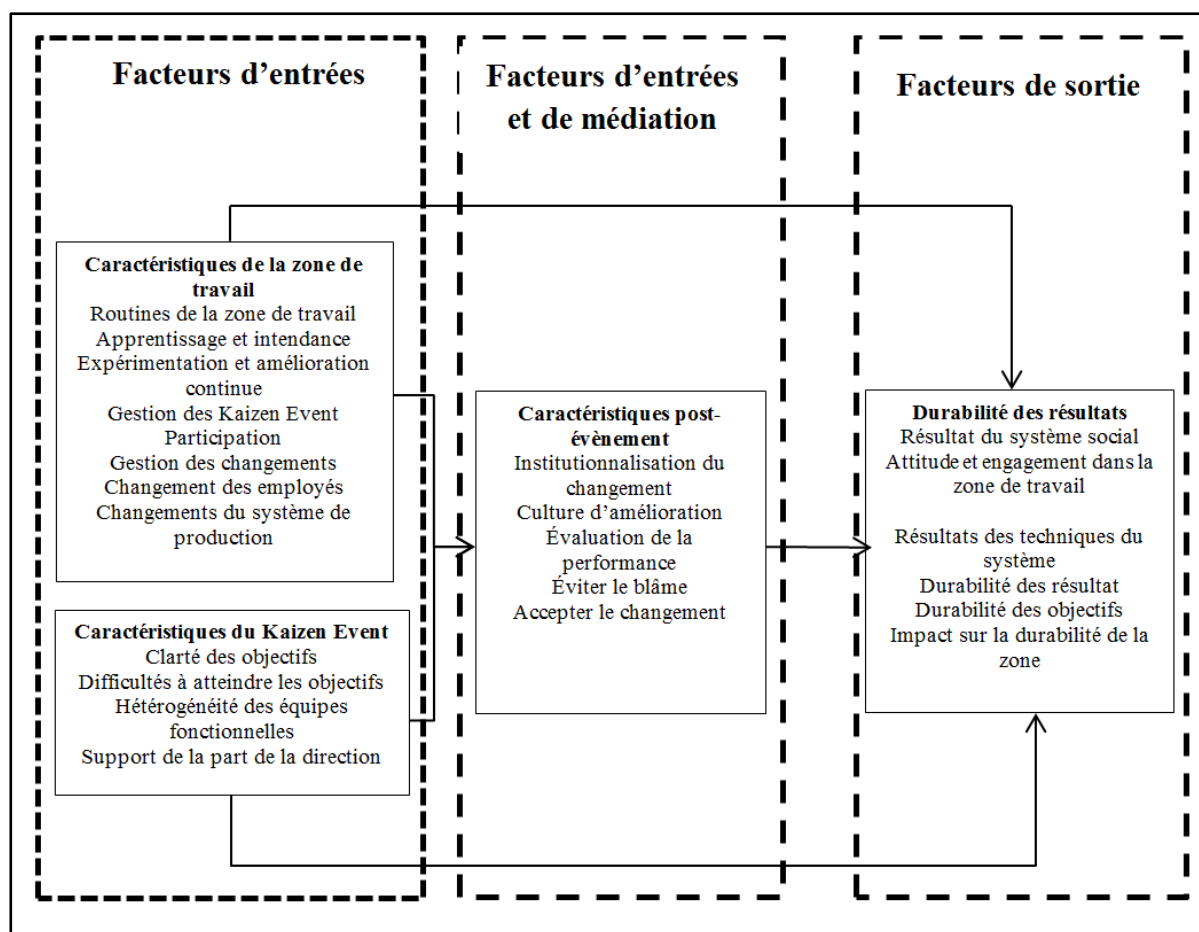 Facteurs d’entrées
Caractéristiques de la zone de
travail
Routines de la zone de travail
Apprentissage et intendance
Expérimentation et amélioration
continue
Gestion des Kaizen Event
Participation
Gestion des changements
Changement des employés
Changements du système de
production
Caractéristiques du Kaizen Event
Clarté des objectifs
Difficultés à atteindre les objectifs
Hétérogénéité des équipes
fonctionnelles
Support de la part de la direction
Facteurs d’entrées
et de médiation
Caractéristiques post-
évènement
Institutionnalisation du
changement
Culture d’amélioration
Évaluation de la
performance
Éviter le blâme
Accepter le changement
Facteurs de sortie
Durabilité des résultats
Résultat du système social
Attitude et engagement dans la
zone de travail
Résultats des techniques du
système
Durabilité des résultat
Durabilité des objectifs
Impact sur la durabilité de la
zone